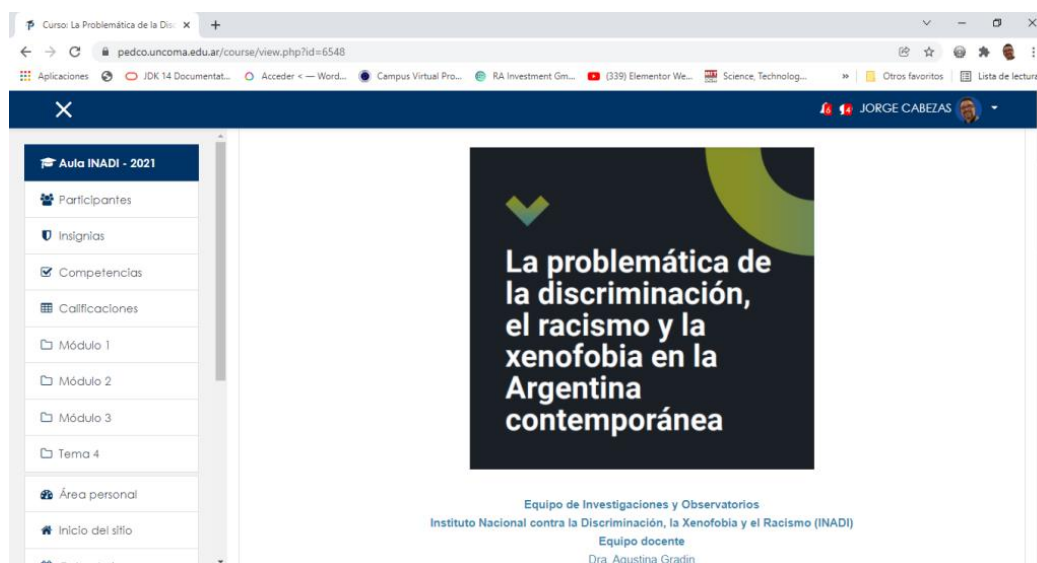 Curso: La Problemática de la Disc
pedco.uncoma.edu.ar/course/view.php?id=6548
Aplicaciones
JDK 14 Documentat...
Acceder < — Word...
Campus Virtual Pro...
RA Investment Gm...
(339) Elementor We...
Science, Technolog...
»
Otros favoritos
Lista de lectura
JORGE CABEZAS
Aula INADI - 2021
Participantes
Insignias
Competencias
Calificaciones
Módulo 1
Módulo 2
Módulo 3
Tema 4
Área personal
Inicio del sitio
La problemática de
la discriminación,
el racismo y la
xenofobia en la
Argentina
contemporánea
Equipo de Investigaciones y Observatorios
Instituto Nacional contra la Discriminación, la Xenofobia y el Racismo (INADI)
Equipo docente
Dra. Agustina Gradin